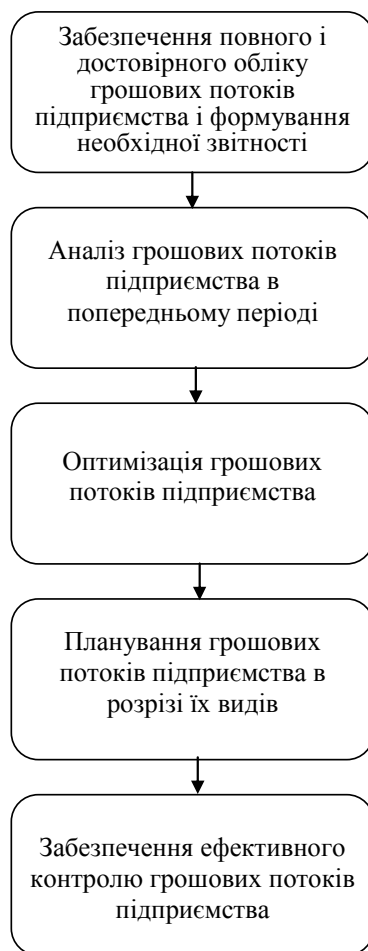 Забезпечення повного і
достовірного обліку
грошових потоків
підприємства і формування
необхідної звітності
Аналіз грошових потоків
підприємства в
попередньому періоді
Оптимізація грошових
потоків підприємства
Планування грошових
потоків підприємства в
розрізі їх видів
Забезпечення ефективного
контролю грошових потоків
підприємства